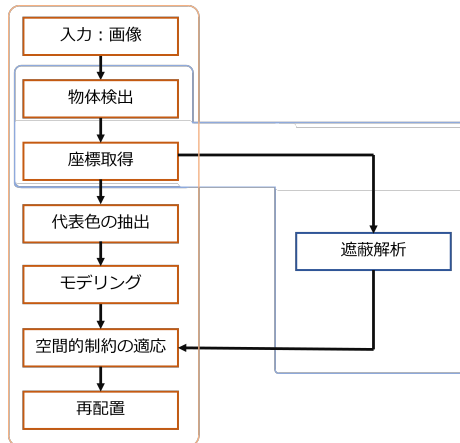 入力：画像
物体検出
座標取得
代表色の抽出
遮蔽解析
モデリング
空間的制約の適応
再配置